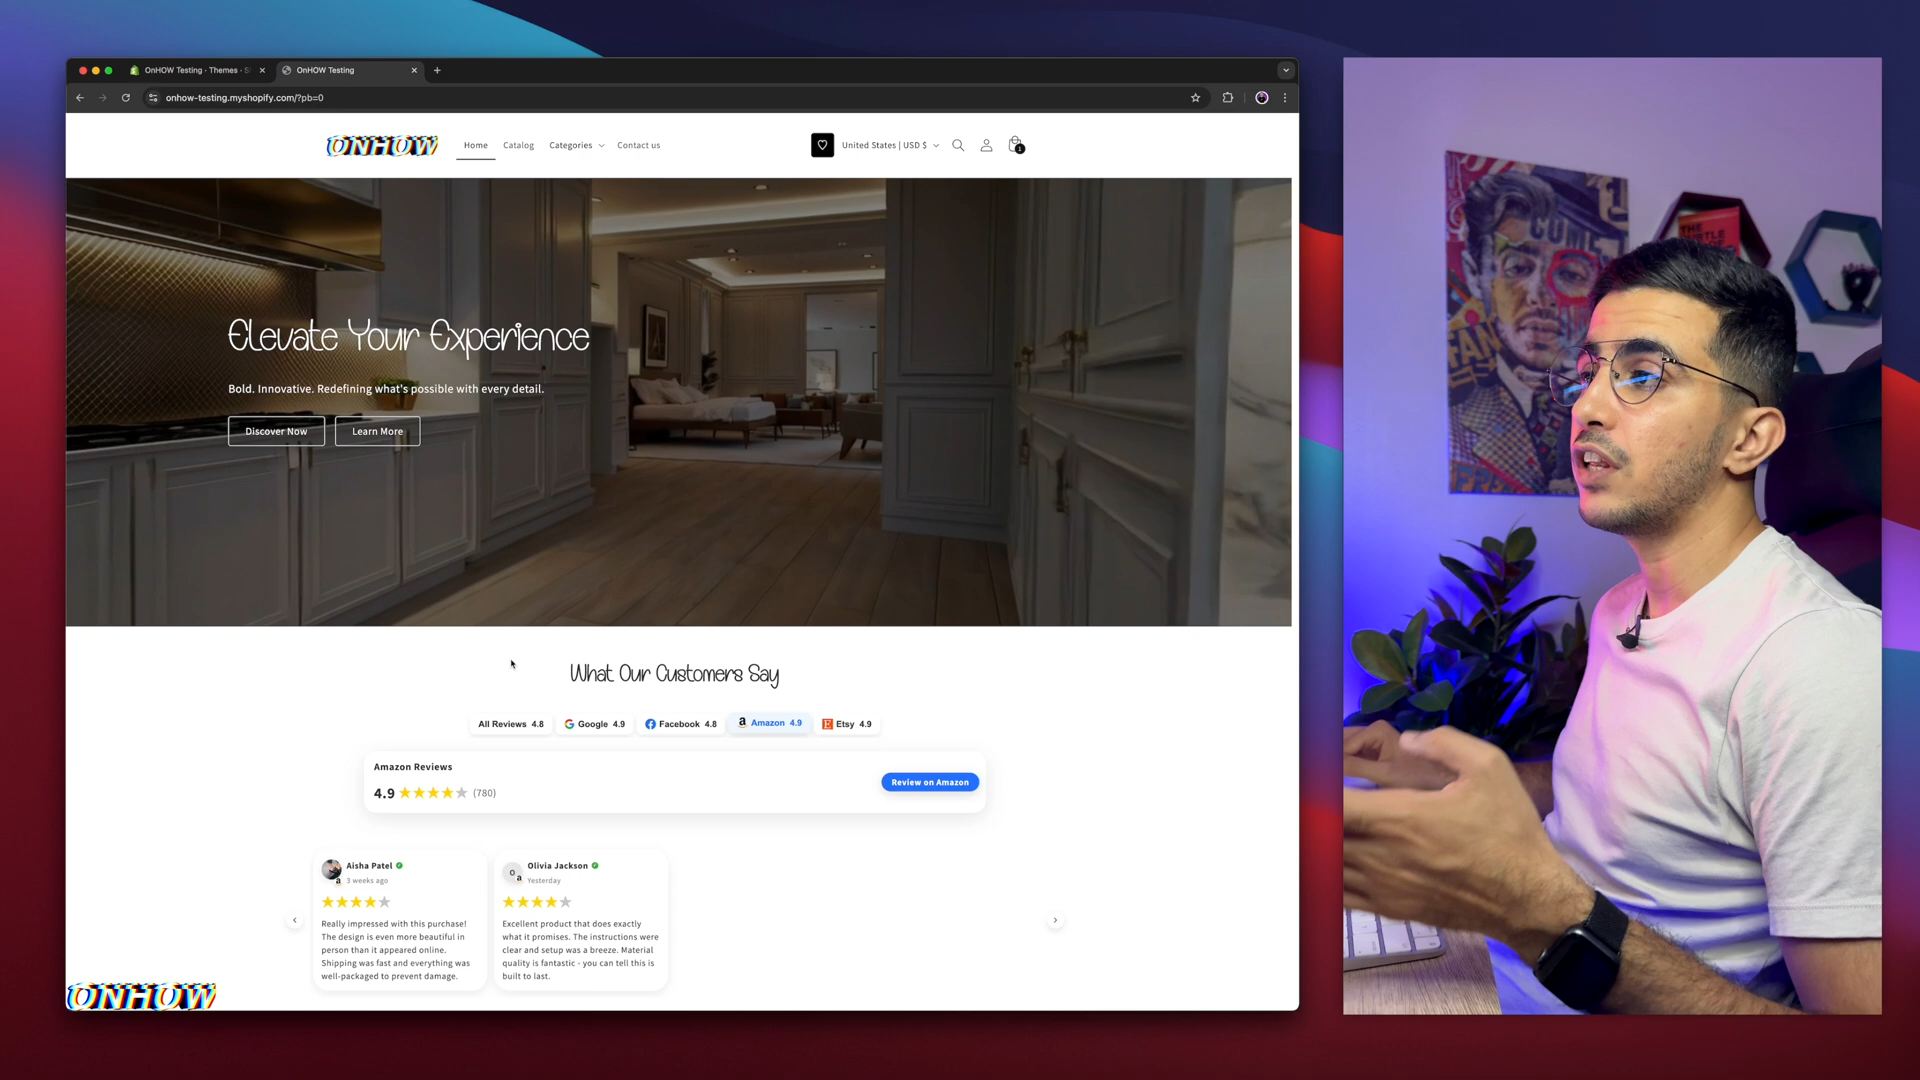 OnHOW Testing · Themes · S
OnHOW Testing
onhow-testing.myshopify.com/?pb=0
ONHOW
Home
Catalog
Categories
Contact us
United States | USD $
1
Elevate Your Experience
Bold. Innovative. Redefining what's possible with every detail.
Discover Now
Learn More
What Our Customers Say
All Reviews 4.8
Google 4.9
Facebook 4.8
Amazon 4.9
Etsy 4.9
Amazon Reviews
4.9 (780)
Review on Amazon
Aisha Patel
3 weeks ago
Really impressed with this purchase!
The design is even more beautiful in
person than it appeared online.
Shipping was fast and everything was
well-packaged to prevent damage.
O
Olivia Jackson
Yesterday
Excellent product that does exactly
what it promises. The instructions were
clear and setup was a breeze. Material
quality is fantastic - you can tell this is
built to last.
ONHOW
THE
FAN